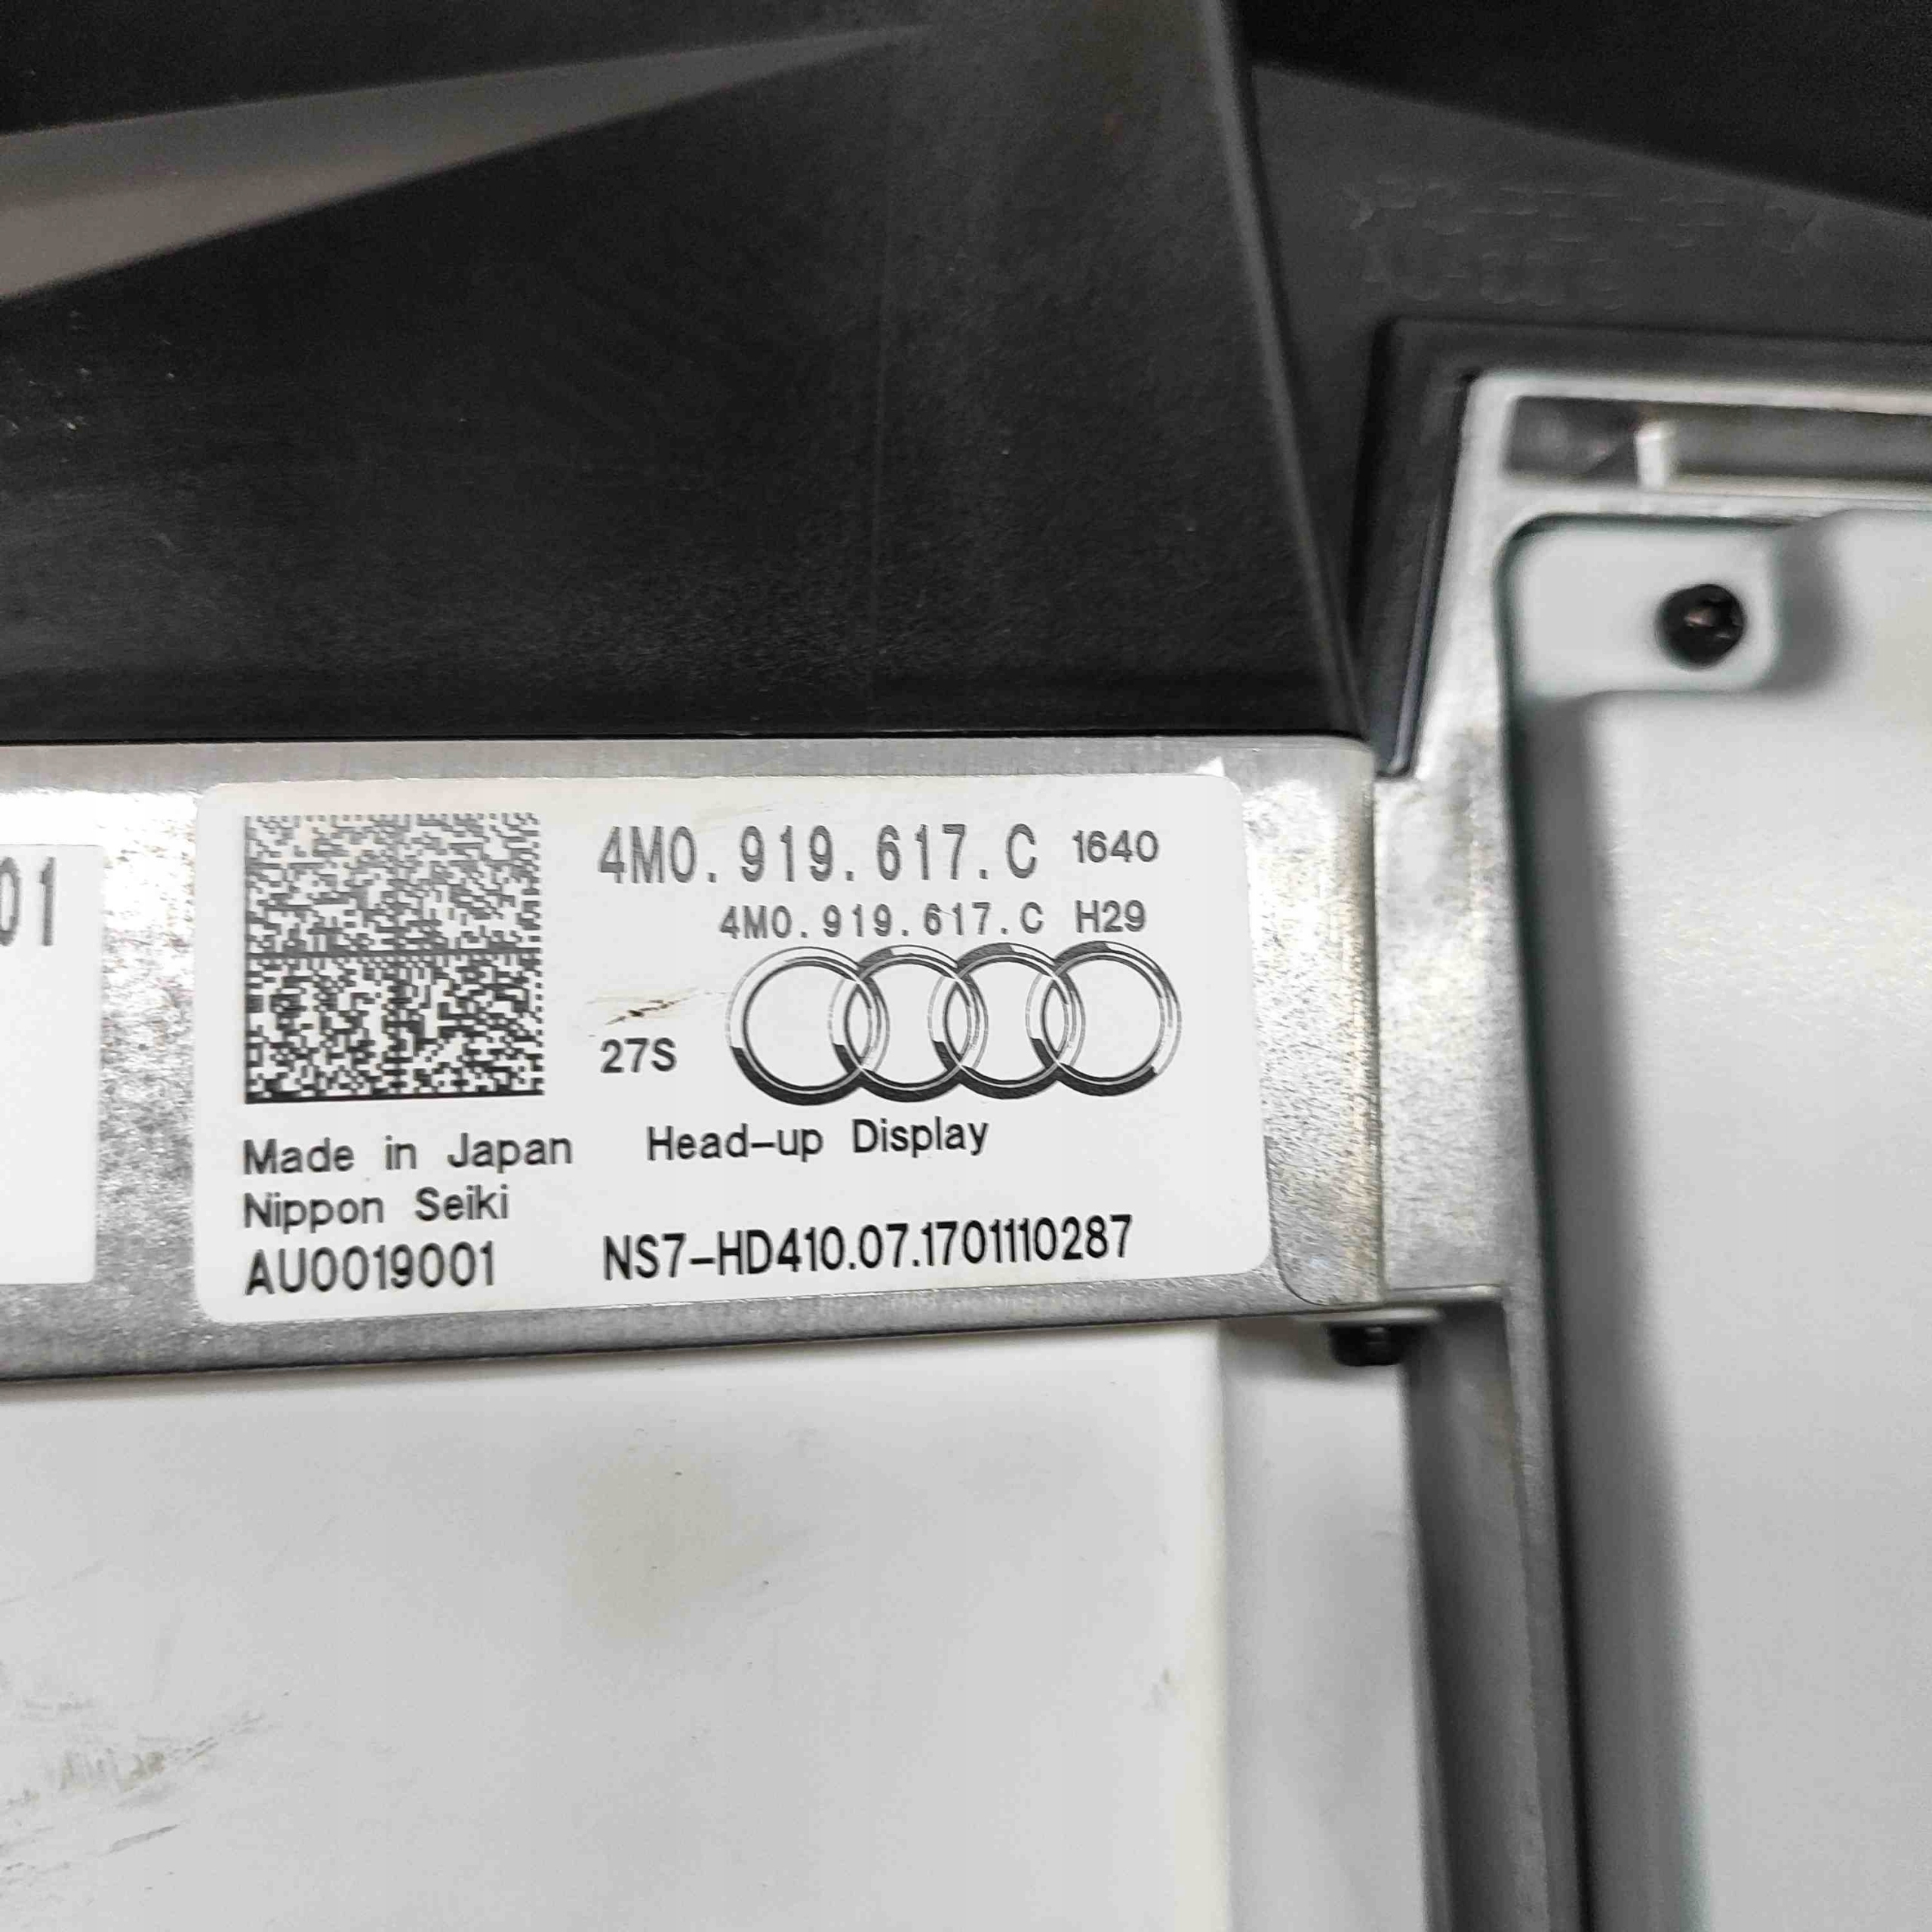 01
4M0.919.617.C 1640
4M0.919.617.C H29
27S
Made in Japan Head-up Display
Nippon Seiki
AU0019001 NS7-HD410.07.1701110287